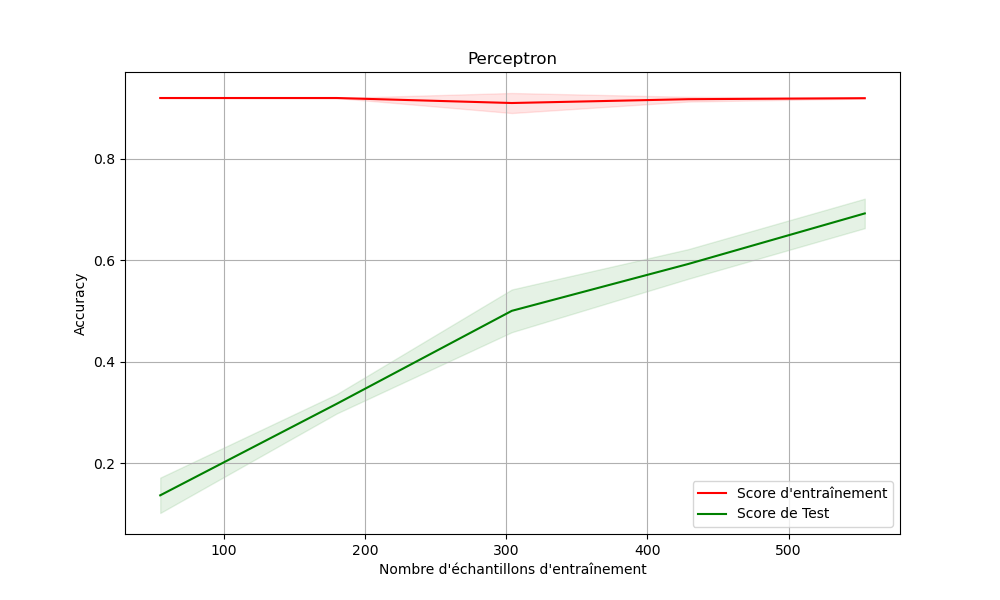 Perceptron
Accuracy
0.8
0.6
0.4
0.2
100 200 300 400 500
Nombre d'échantillons d'entraînement
Score d'entraînement
Score de Test